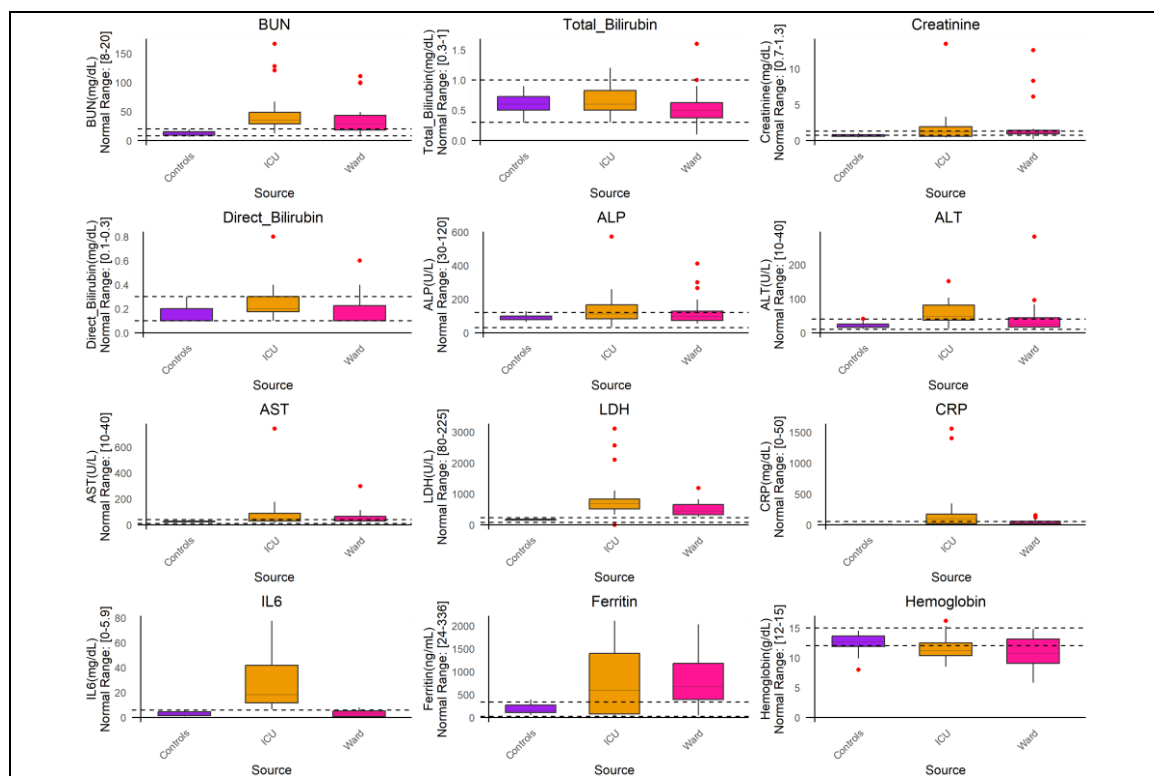 BUN
BUN(mg/dL)
Normal Range: [8-20]
150
100
50
0
Controls
ICU
Ward
Source
Total_Bilirubin
Total_Bilirubin(mg/dL)
Normal Range: [0.3-1]
1.5
1.0
0.5
0.0
Controls
ICU
Ward
Source
Creatinine
Creatinine(mg/dL)
Normal Range: [0.7-1.3]
10
5
0
Controls
ICU
Ward
Source
Direct_Bilirubin
Direct_Bilirubin(mg/dL)
Normal Range: [0.1-0.3]
0.8
0.6
0.4
0.2
0.0
Controls
ICU
Ward
Source
ALP
ALP(U/L)
Normal Range: [30-120]
600
400
200
0
Controls
ICU
Ward
Source
ALT
ALT(U/L)
Normal Range: [10-40]
200
100
0
Controls
ICU
Ward
Source
AST
AST(U/L)
Normal Range: [10-40]
600
400
200
0
Controls
ICU
Ward
Source
LDH
LDH(U/L)
Normal Range: [80-225]
3000
2000
1000
0
Controls
ICU
Ward
Source
CRP
CRP(mg/dL)
Normal Range: [0-50]
1500
1000
500
0
Controls
ICU
Ward
Source
IL6
IL6(mg/dL)
Normal Range: [0-5.9]
80
60
40
20
0
Controls
ICU
Ward
Source
Ferritin
Ferritin(ng/mL)
Normal Range: [24-336]
2000
1500
1000
500
0
Controls
ICU
Ward
Source
Hemoglobin
Hemoglobin(g/dL)
Normal Range: [12-15]
15
10
5
0
Controls
ICU
Ward
Source